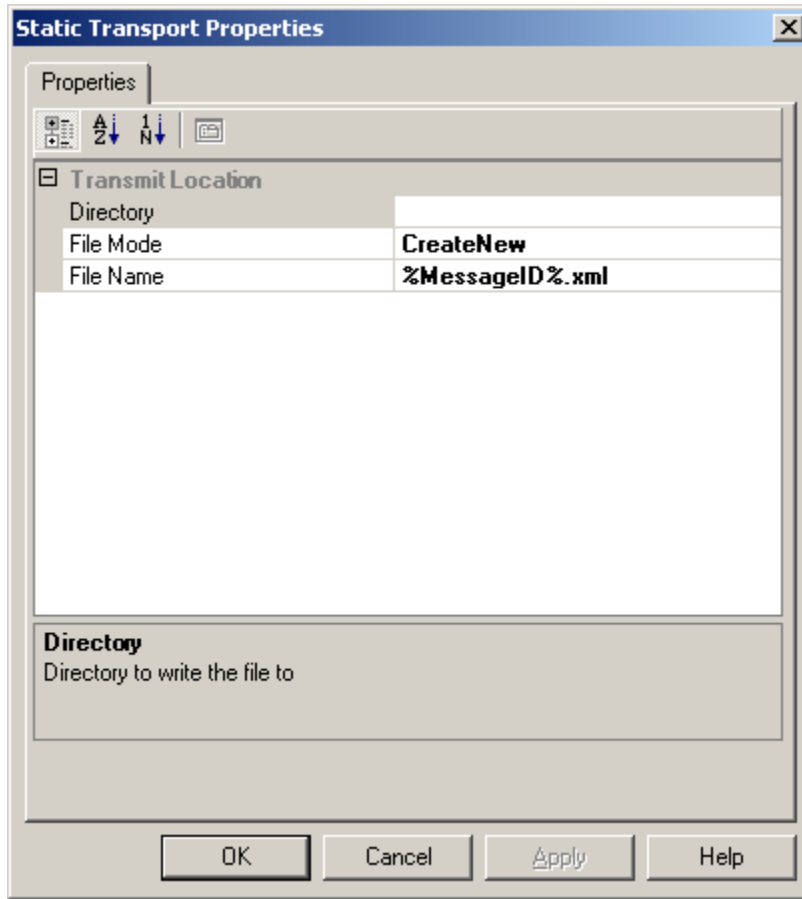 Static Transport Properties
Properties
A
Z
1
N
Transmit Location
Directory
File Mode CreateNew
File Name %MessageID%.xml
Directory
Directory to write the file to
OK Cancel Apply Help